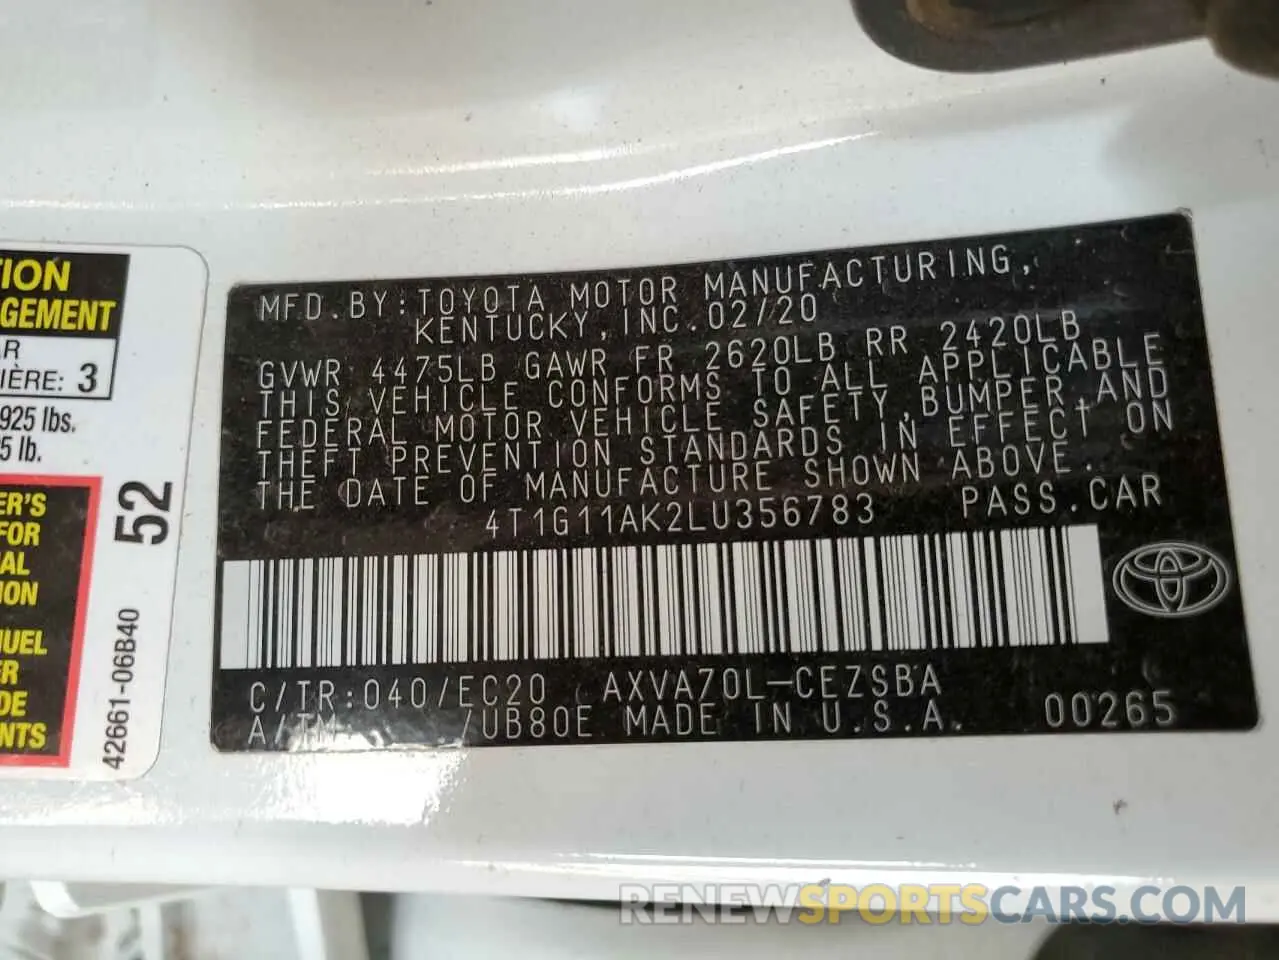 TION
GEMENT
AR
IÈRE: 3
925 lbs.
5 lb.
ER'S
FOR
AL
ION
UEL
ER
DE
NTS
52
42661-06B40
MFD.BY:TOYOTA MOTOR MANUFACTURING,
KENTUCKY,INC.02/20
GVWR 4475LB GAWR FR 2620LB RR 2420LB
THIS VEHICLE CONFORMS TO ALL APPLICABLE
FEDERAL MOTOR VEHICLE SAFETY,BUMPER,AND
THEFT PREVENTION STANDARDS IN EFFECT ON
THE DATE OF MANUFACTURE SHOWN ABOVE.
4T1G11AK2LU356783 PASS.CAR
C/TR:040/EC20 AXVA70L-CEZSBA
A/TM: /UB80E MADE IN U.S.A. 00265
RENEWSPORTSCARS.COM